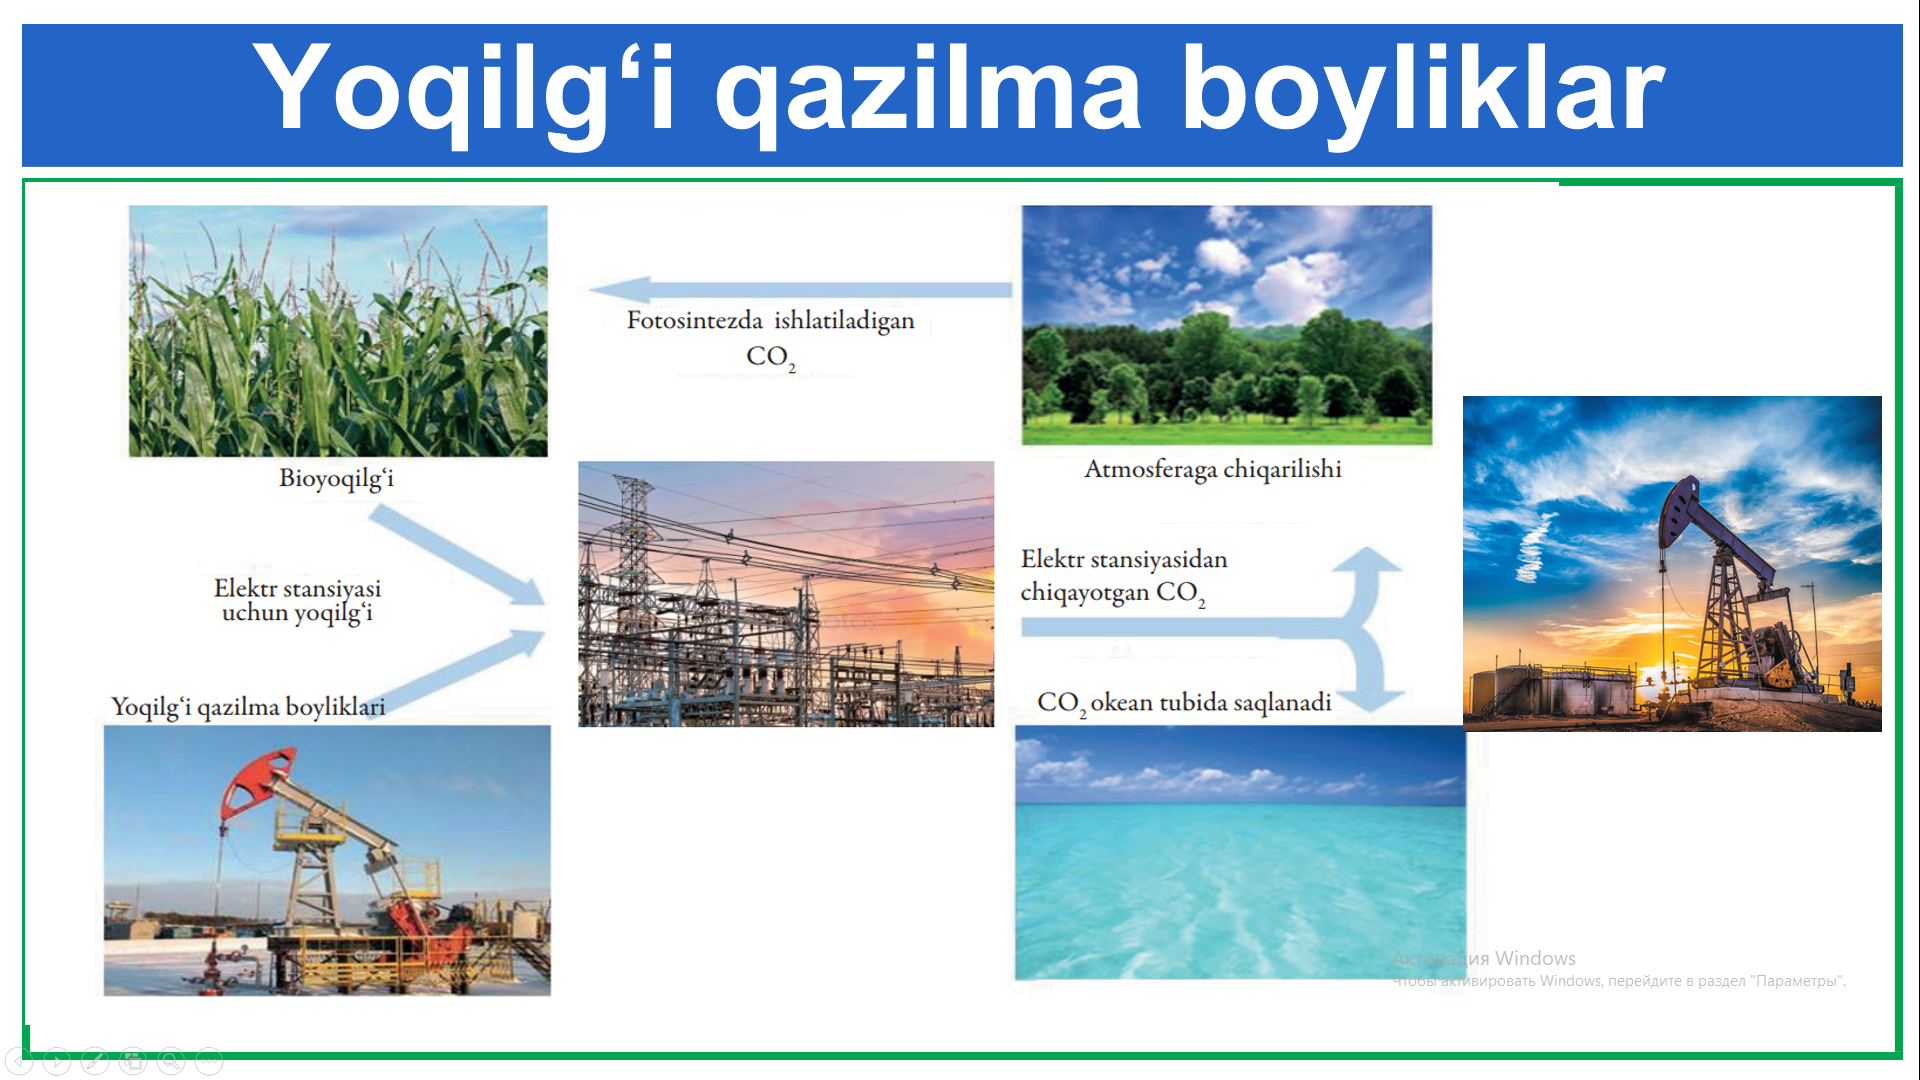 Yoqilg‘i qazilma boyliklar
Fotosintezda ishlatiladigan
CO₂
Bioyoqilg‘i
Atmosferaga chiqarilishi
Elektr stansiyasi
uchun yoqilg‘i
Elektr stansiyasidan
chiqayotgan CO₂
Yoqilg‘i qazilma boyliklari
CO₂ okean tubida saqlanadi
Активация Windows
Чтобы активировать Windows, перейдите в раздел "Параметры".